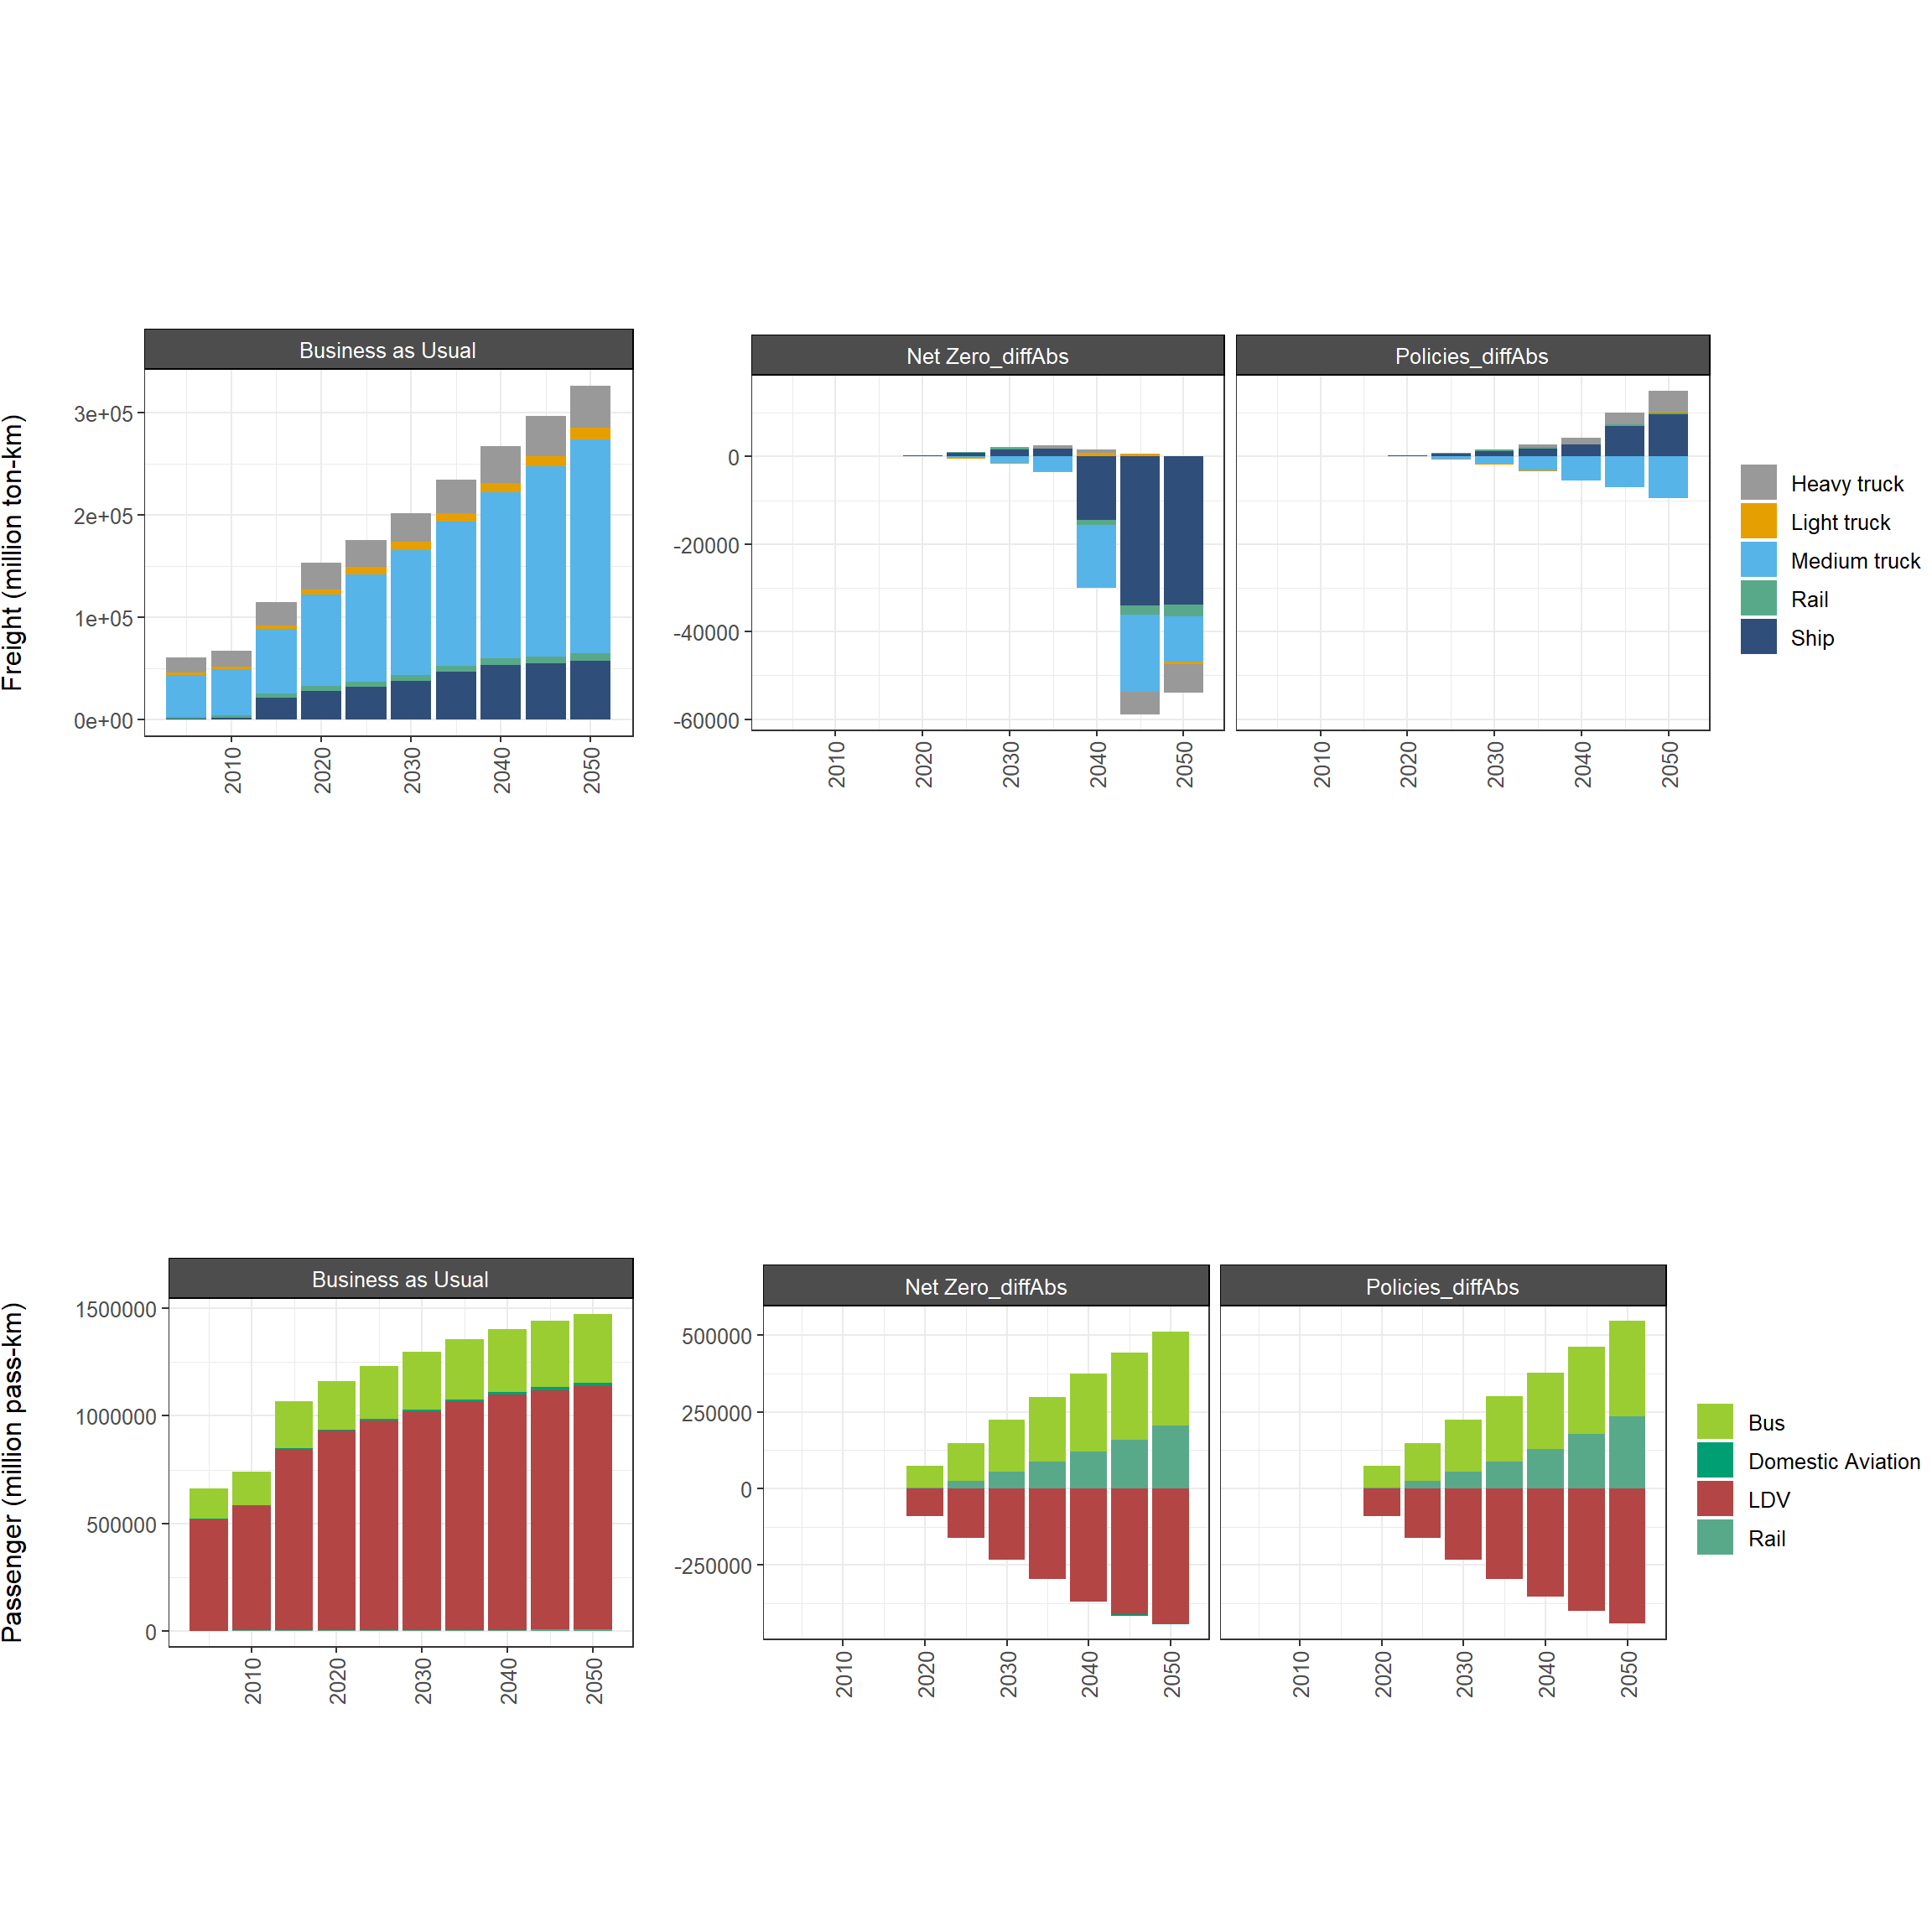 Freight (million ton-km)
Business as Usual
3e+05
2e+05
1e+05
0e+00
2010 2020 2030 2040 2050
Net Zero_diffAbs Policies_diffAbs
0
-20000
-40000
-60000
2010 2020 2030 2040 2050 2010 2020 2030 2040 2050
Heavy truck
Light truck
Medium truck
Rail
Ship
Passenger (million pass-km)
Business as Usual
1500000
1000000
500000
0
2010 2020 2030 2040 2050
Net Zero_diffAbs Policies_diffAbs
500000
250000
0
-250000
2010 2020 2030 2040 2050 2010 2020 2030 2040 2050
Bus
Domestic Aviation
LDV
Rail